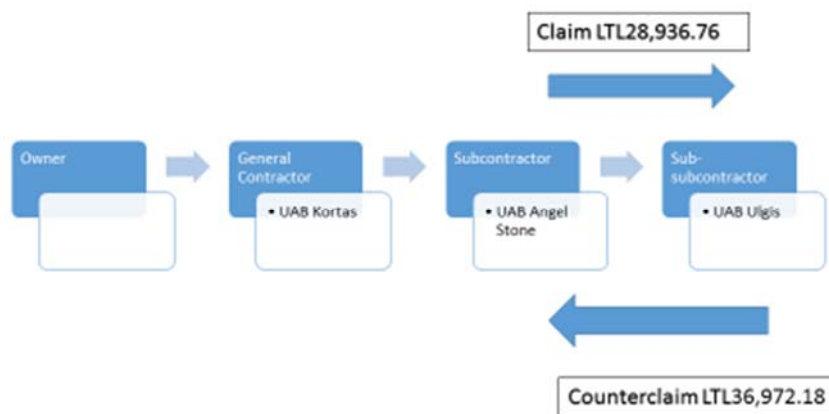 Claim LTL28,936.76
Owner
General
Contractor
• UAB Kortas
Subcontractor
• UAB Angel
Stone
Sub-
subcontractor
• UAB Ulgis
Counterclaim LTL36,972.18